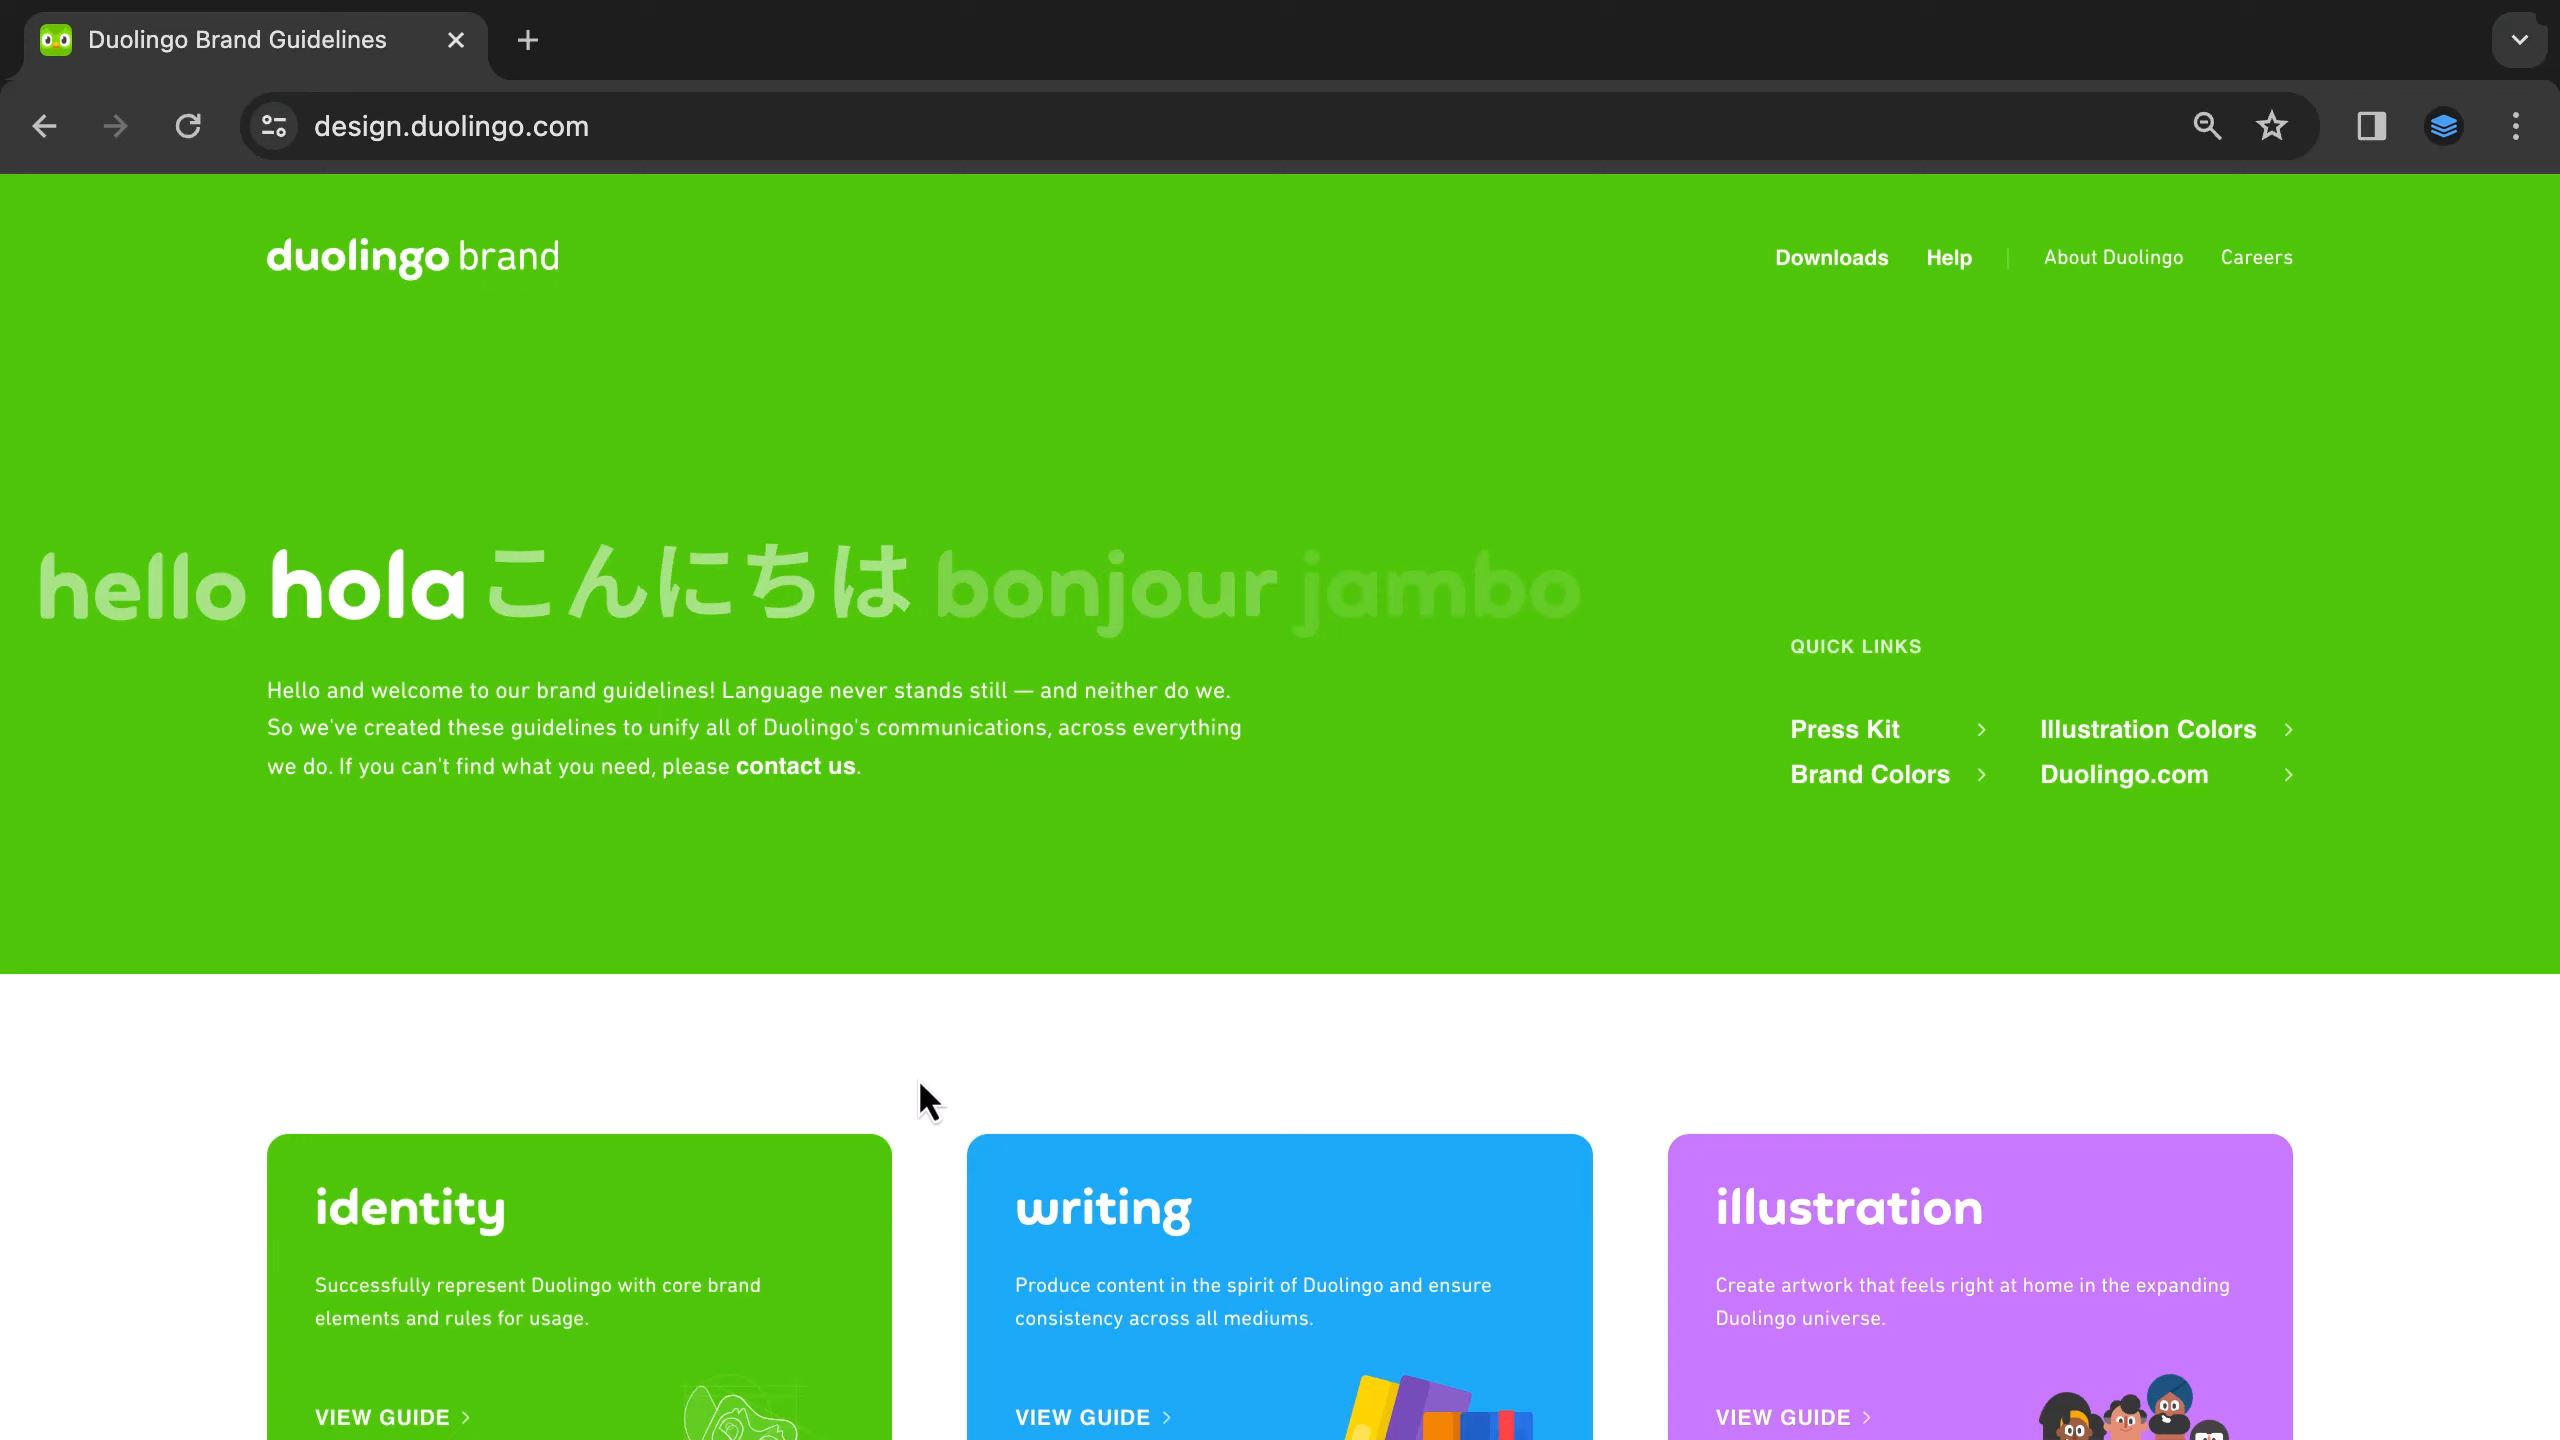 Duolingo Brand Guidelines
design.duolingo.com
duolingo brand
Downloads Help About Duolingo Careers
hello hola こんにちは bonjour jambo
Hello and welcome to our brand guidelines! Language never stands still — and neither do we.
So we've created these guidelines to unify all of Duolingo's communications, across everything
we do. If you can't find what you need, please contact us.
QUICK LINKS
Press Kit Illustration Colors
Brand Colors Duolingo.com
identity
Successfully represent Duolingo with core brand
elements and rules for usage.
VIEW GUIDE
writing
Produce content in the spirit of Duolingo and ensure
consistency across all mediums.
VIEW GUIDE
illustration
Create artwork that feels right at home in the expanding
Duolingo universe.
VIEW GUIDE